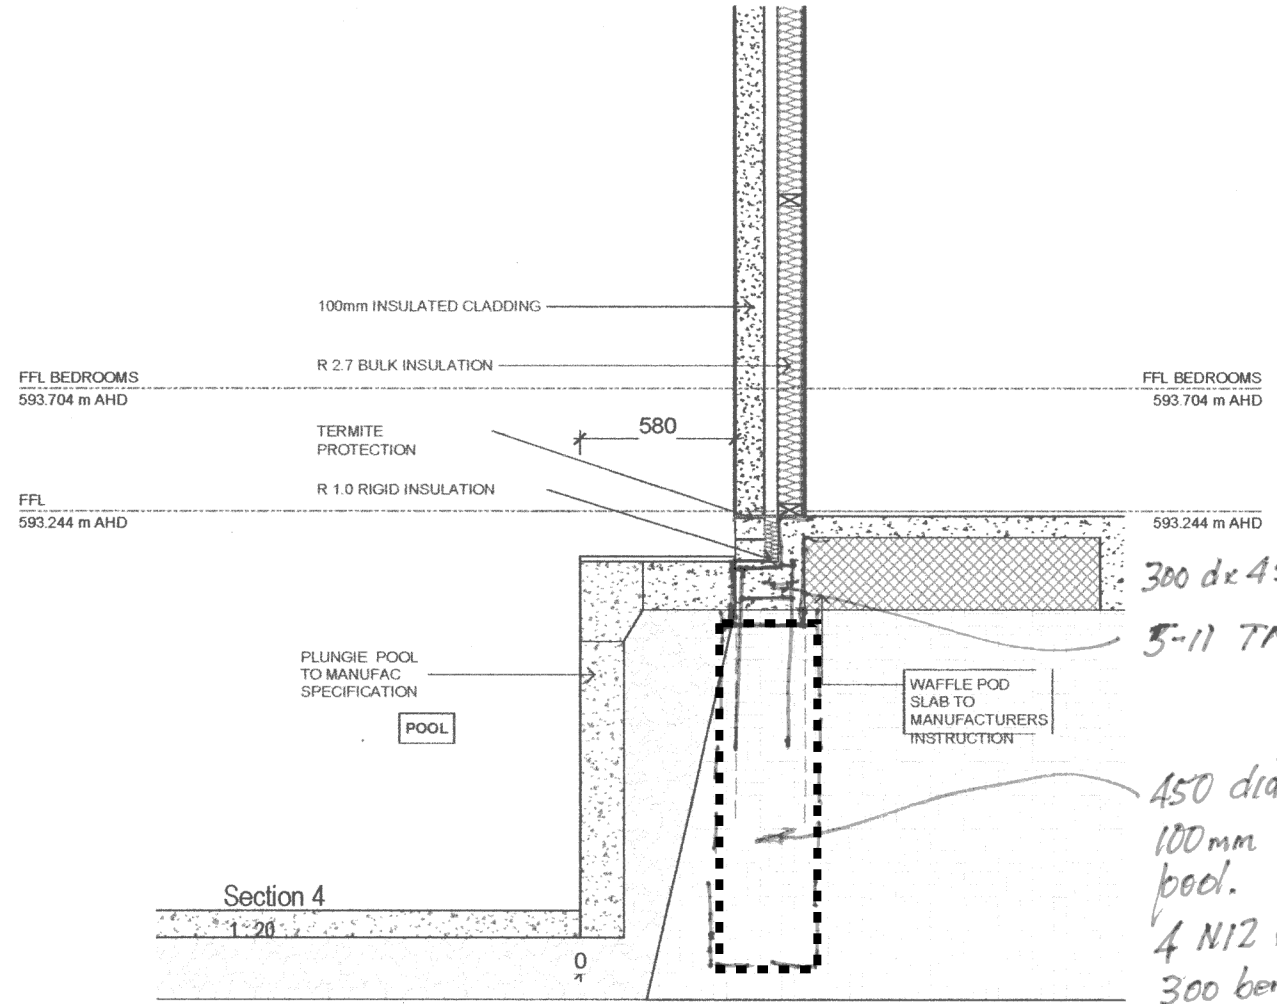 100mm INSULATED CLADDING
R 2.7 BULK INSULATION
FFL BEDROOMS
593.704 m AHD
FFL BEDROOMS
593.704 m AHD
580
TERMITE
PROTECTION
R 1.0 RIGID INSULATION
FFL
593.244 m AHD
593.244 m AHD
300 d x
PLUNGIE POOL
TO MANUFAC
SPECIFICATION
POOL
WAFFLE POD
SLAB TO
MANUFACTURERS
INSTRUCTION
450 dia
100mm
pool.
4 N12
300
Section 4
1 20
0